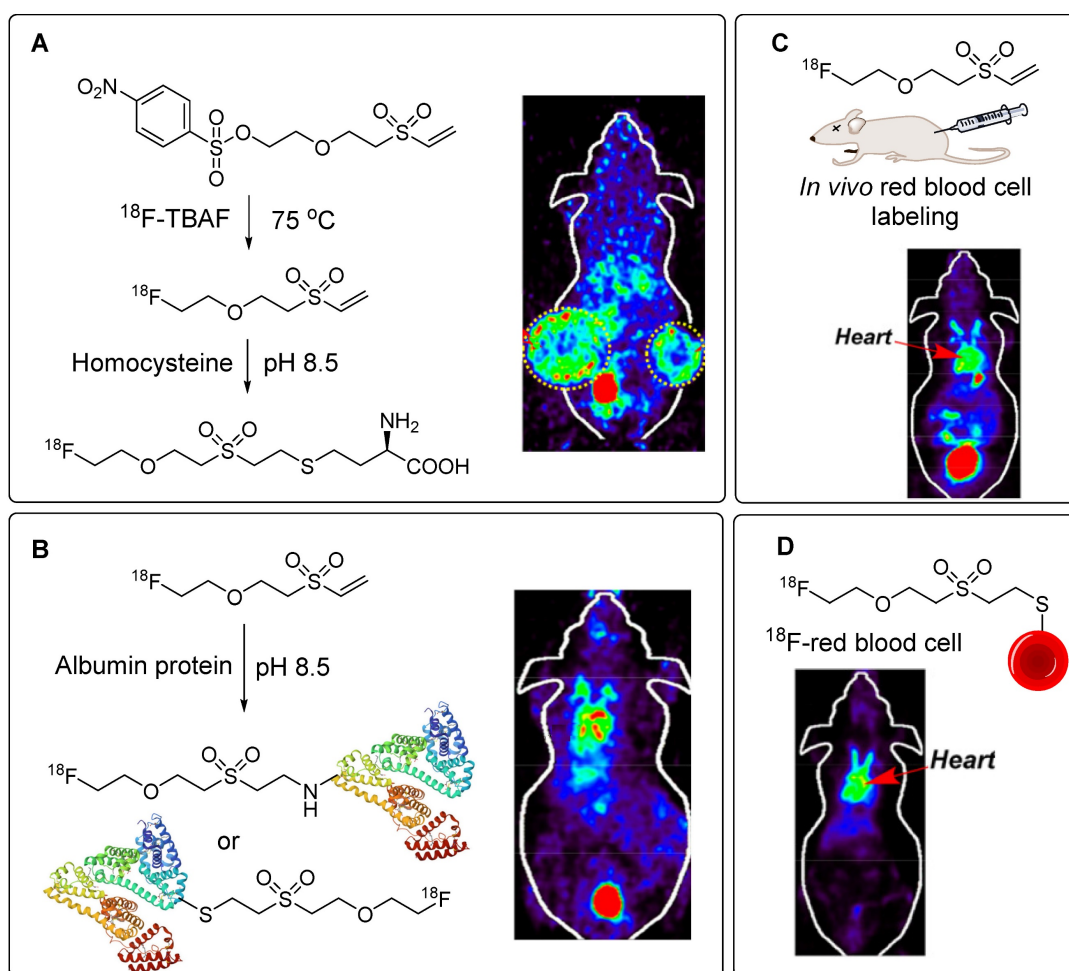 A
O₂N
O
O
S
O
O
O
O
S
O
¹⁸F-TBAF
75 °C
¹⁸F
O
O
O
S
Homocysteine
pH 8.5
¹⁸F
O
O
O
S
S
NH₂
COOH
B
¹⁸F
O
O
O
S
Albumin protein
pH 8.5
¹⁸F
O
O
O
S
N
H
or
S
O
O
S
O
¹⁸F
C
¹⁸F
O
O
O
S
In vivo red blood cell
labeling
Heart
D
¹⁸F
O
O
O
S
S
¹⁸F-red blood cell
Heart